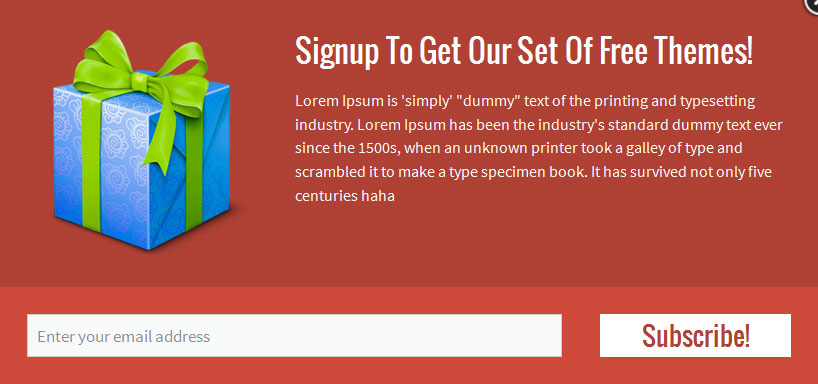 Signup To Get Our Set Of Free Themes!
Lorem Ipsum is 'simply' "dummy" text of the printing and typesetting
industry. Lorem Ipsum has been the industry's standard dummy text ever
since the 1500s, when an unknown printer took a galley of type and
scrambled it to make a type specimen book. It has survived not only five
centuries haha
Enter your email address
Subscribe!